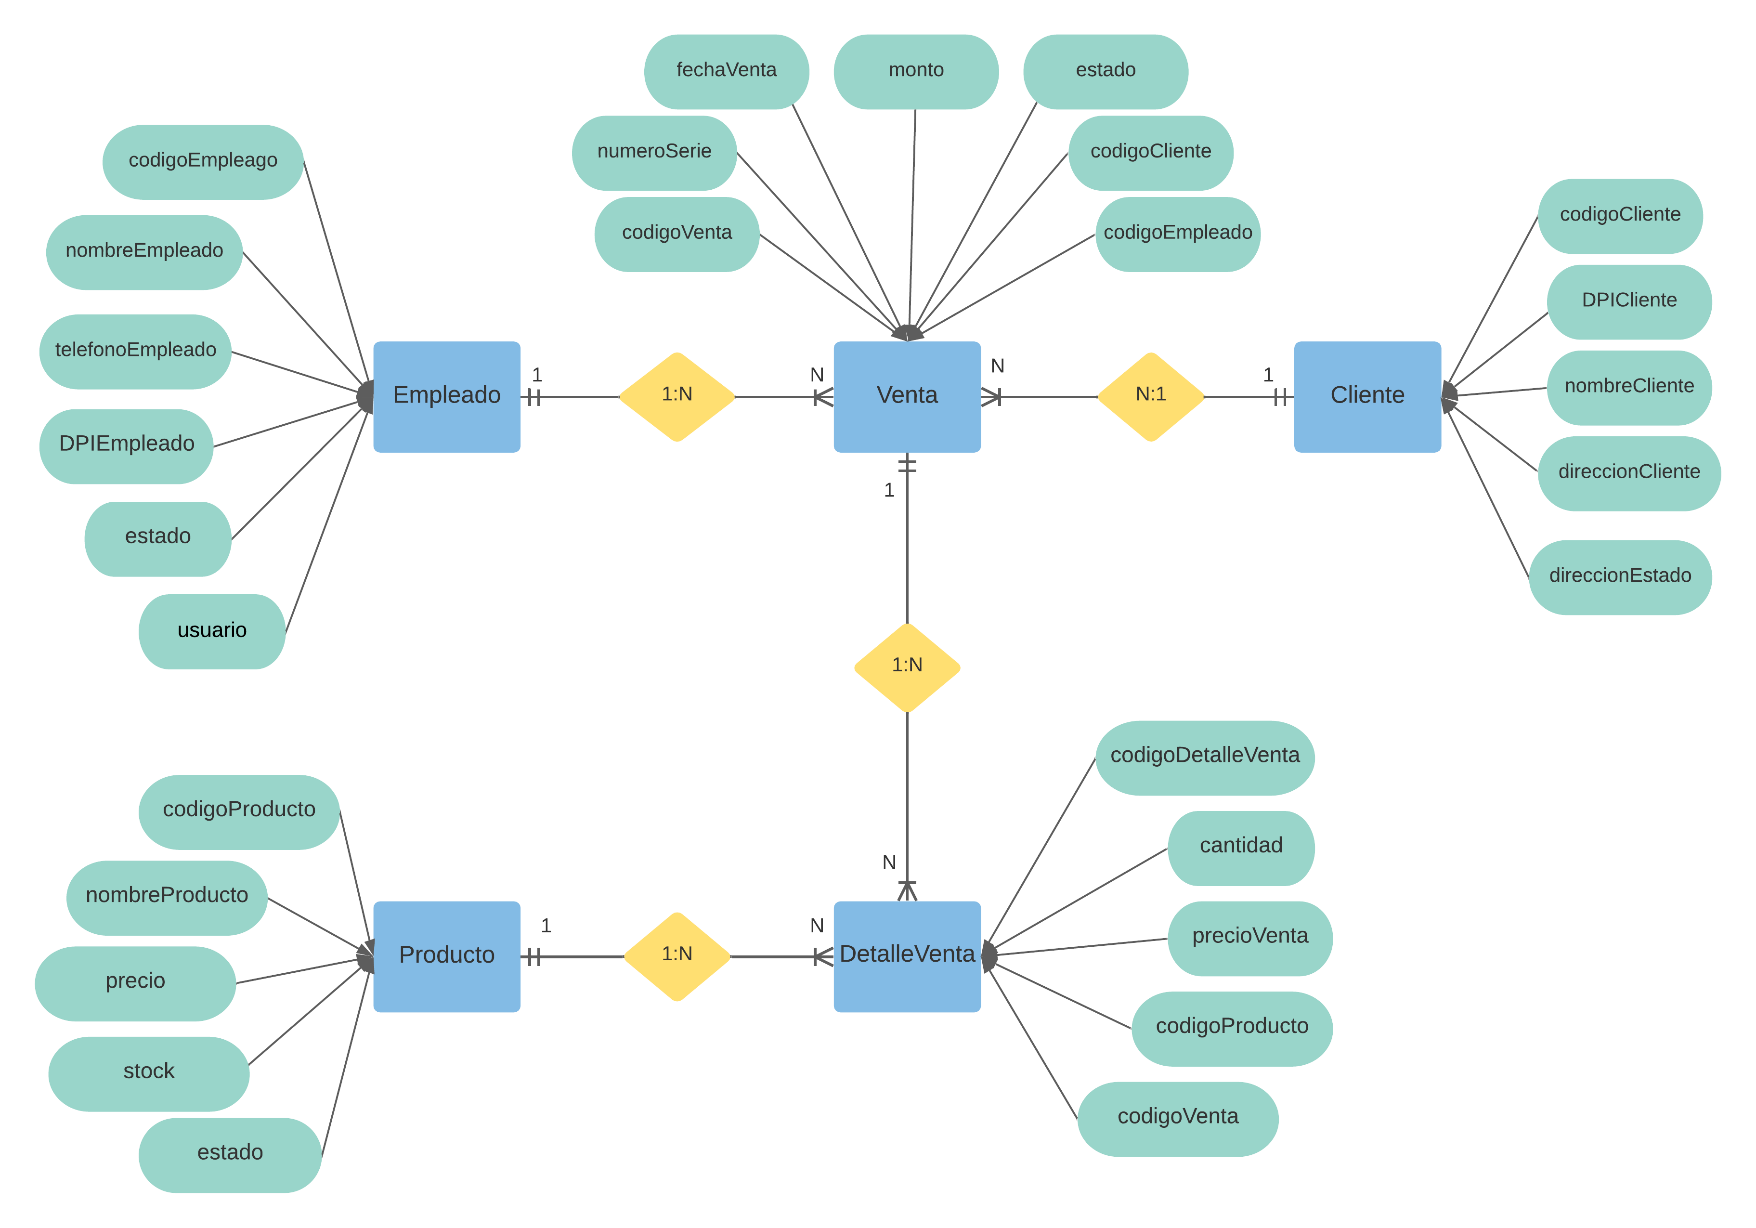 fechaVenta
monto
estado
numeroSerie
codigoCliente
codigoVenta
codigoEmpleado
codigoEmpleago
nombreEmpleado
telefonoEmpleado
DPIEmpleado
estado
usuario
Empleado
1
1:N
N
Venta
N
N:1
1
Cliente
codigoCliente
DPICliente
nombreCliente
direccionCliente
direccionEstado
1
1:N
N
codigoProducto
nombreProducto
precio
stock
estado
Producto
1
1:N
N
DetalleVenta
codigoDetalleVenta
cantidad
precioVenta
codigoProducto
codigoVenta